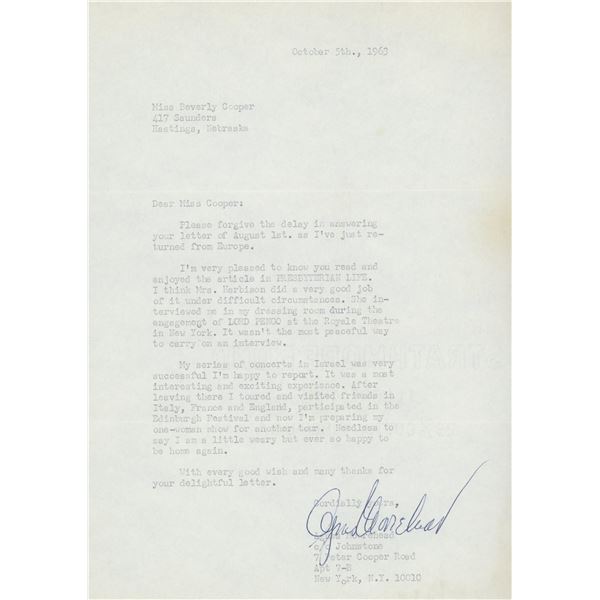 October 5th., 1963
Miss Beverly Cooper
417 Saunders
Hastings, Nebraska
Dear Miss Cooper:
Please forgive the delay in answering
your letter of August 1st. as I've just re-
turned from Europe.
I'm very pleased to know you read and
enjoyed the article in PRESBYTERIAN LIFE.
I think Mrs. Harbison did a very good job
of it under difficult circumstances. She in-
terviewed me in my dressing room during the
engagement of LORD PENGO at the Royale Theatre
in New York. It wasn't the most peaceful way
to carry on an interview.
My series of concerts in Israel was very
successful I'm happy to report. It was a most
interesting and exciting experience. After
leaving there I toured and visited friends in
Italy, France and England, participated in the
Edinburgh Festival and now I'm preparing my
one-woman show for another tour. Needless to
say I am a little weary but ever so happy to
be home again.
With every good wish and many thanks for
your delightful letter.
Cordially yours,
Agnes Moorehead
Agnes Moorehead
c/o Johnstone
7 Peter Cooper Road
Apt 7-H
New York, N.Y. 10010